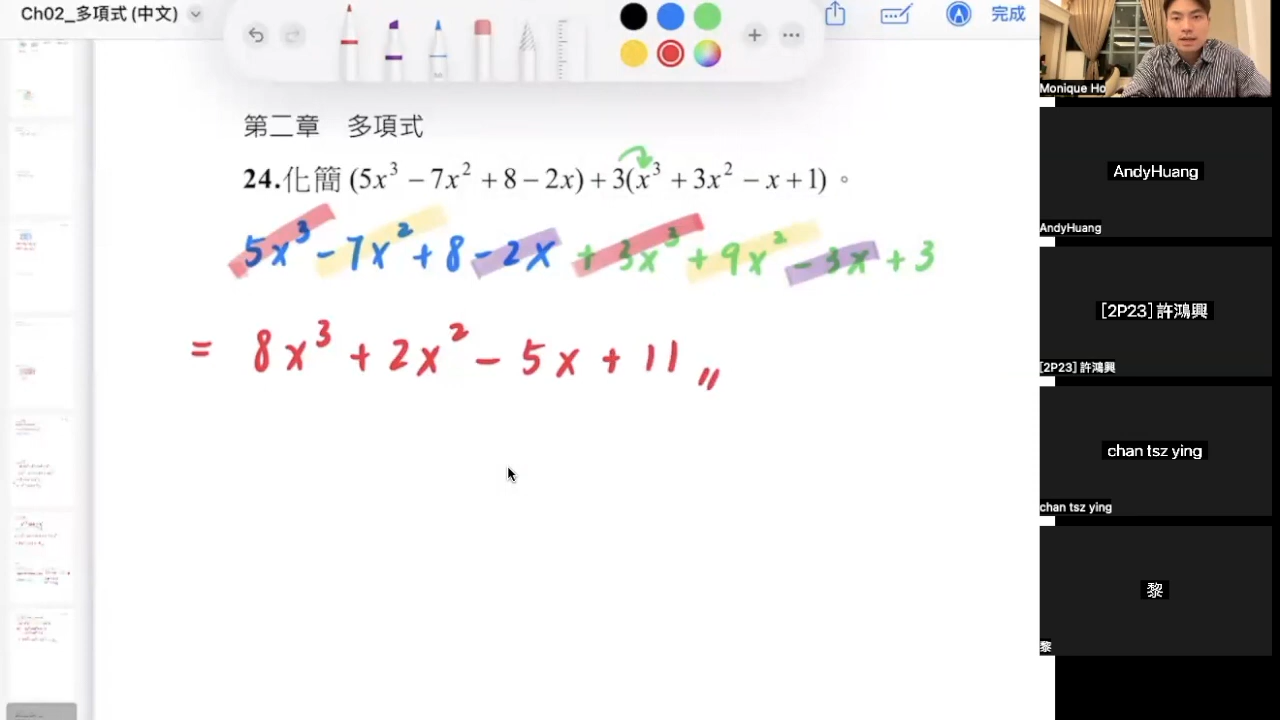 Ch02_多項式 (中文)
完成
第二章 多項式
24.化簡 (5x³ − 7x² + 8 − 2x) + 3(x³ + 3x² − x + 1) 。
5x³ − 7x² + 8 − 2x + 3x³ + 9x² − 3x + 3
= 8x³ + 2x² − 5x + 11 〃
Monique Ho
AndyHuang
AndyHuang
[2P23] 許鴻興
[2P23] 許鴻興
chan tsz ying
chan tsz ying
黎
黎